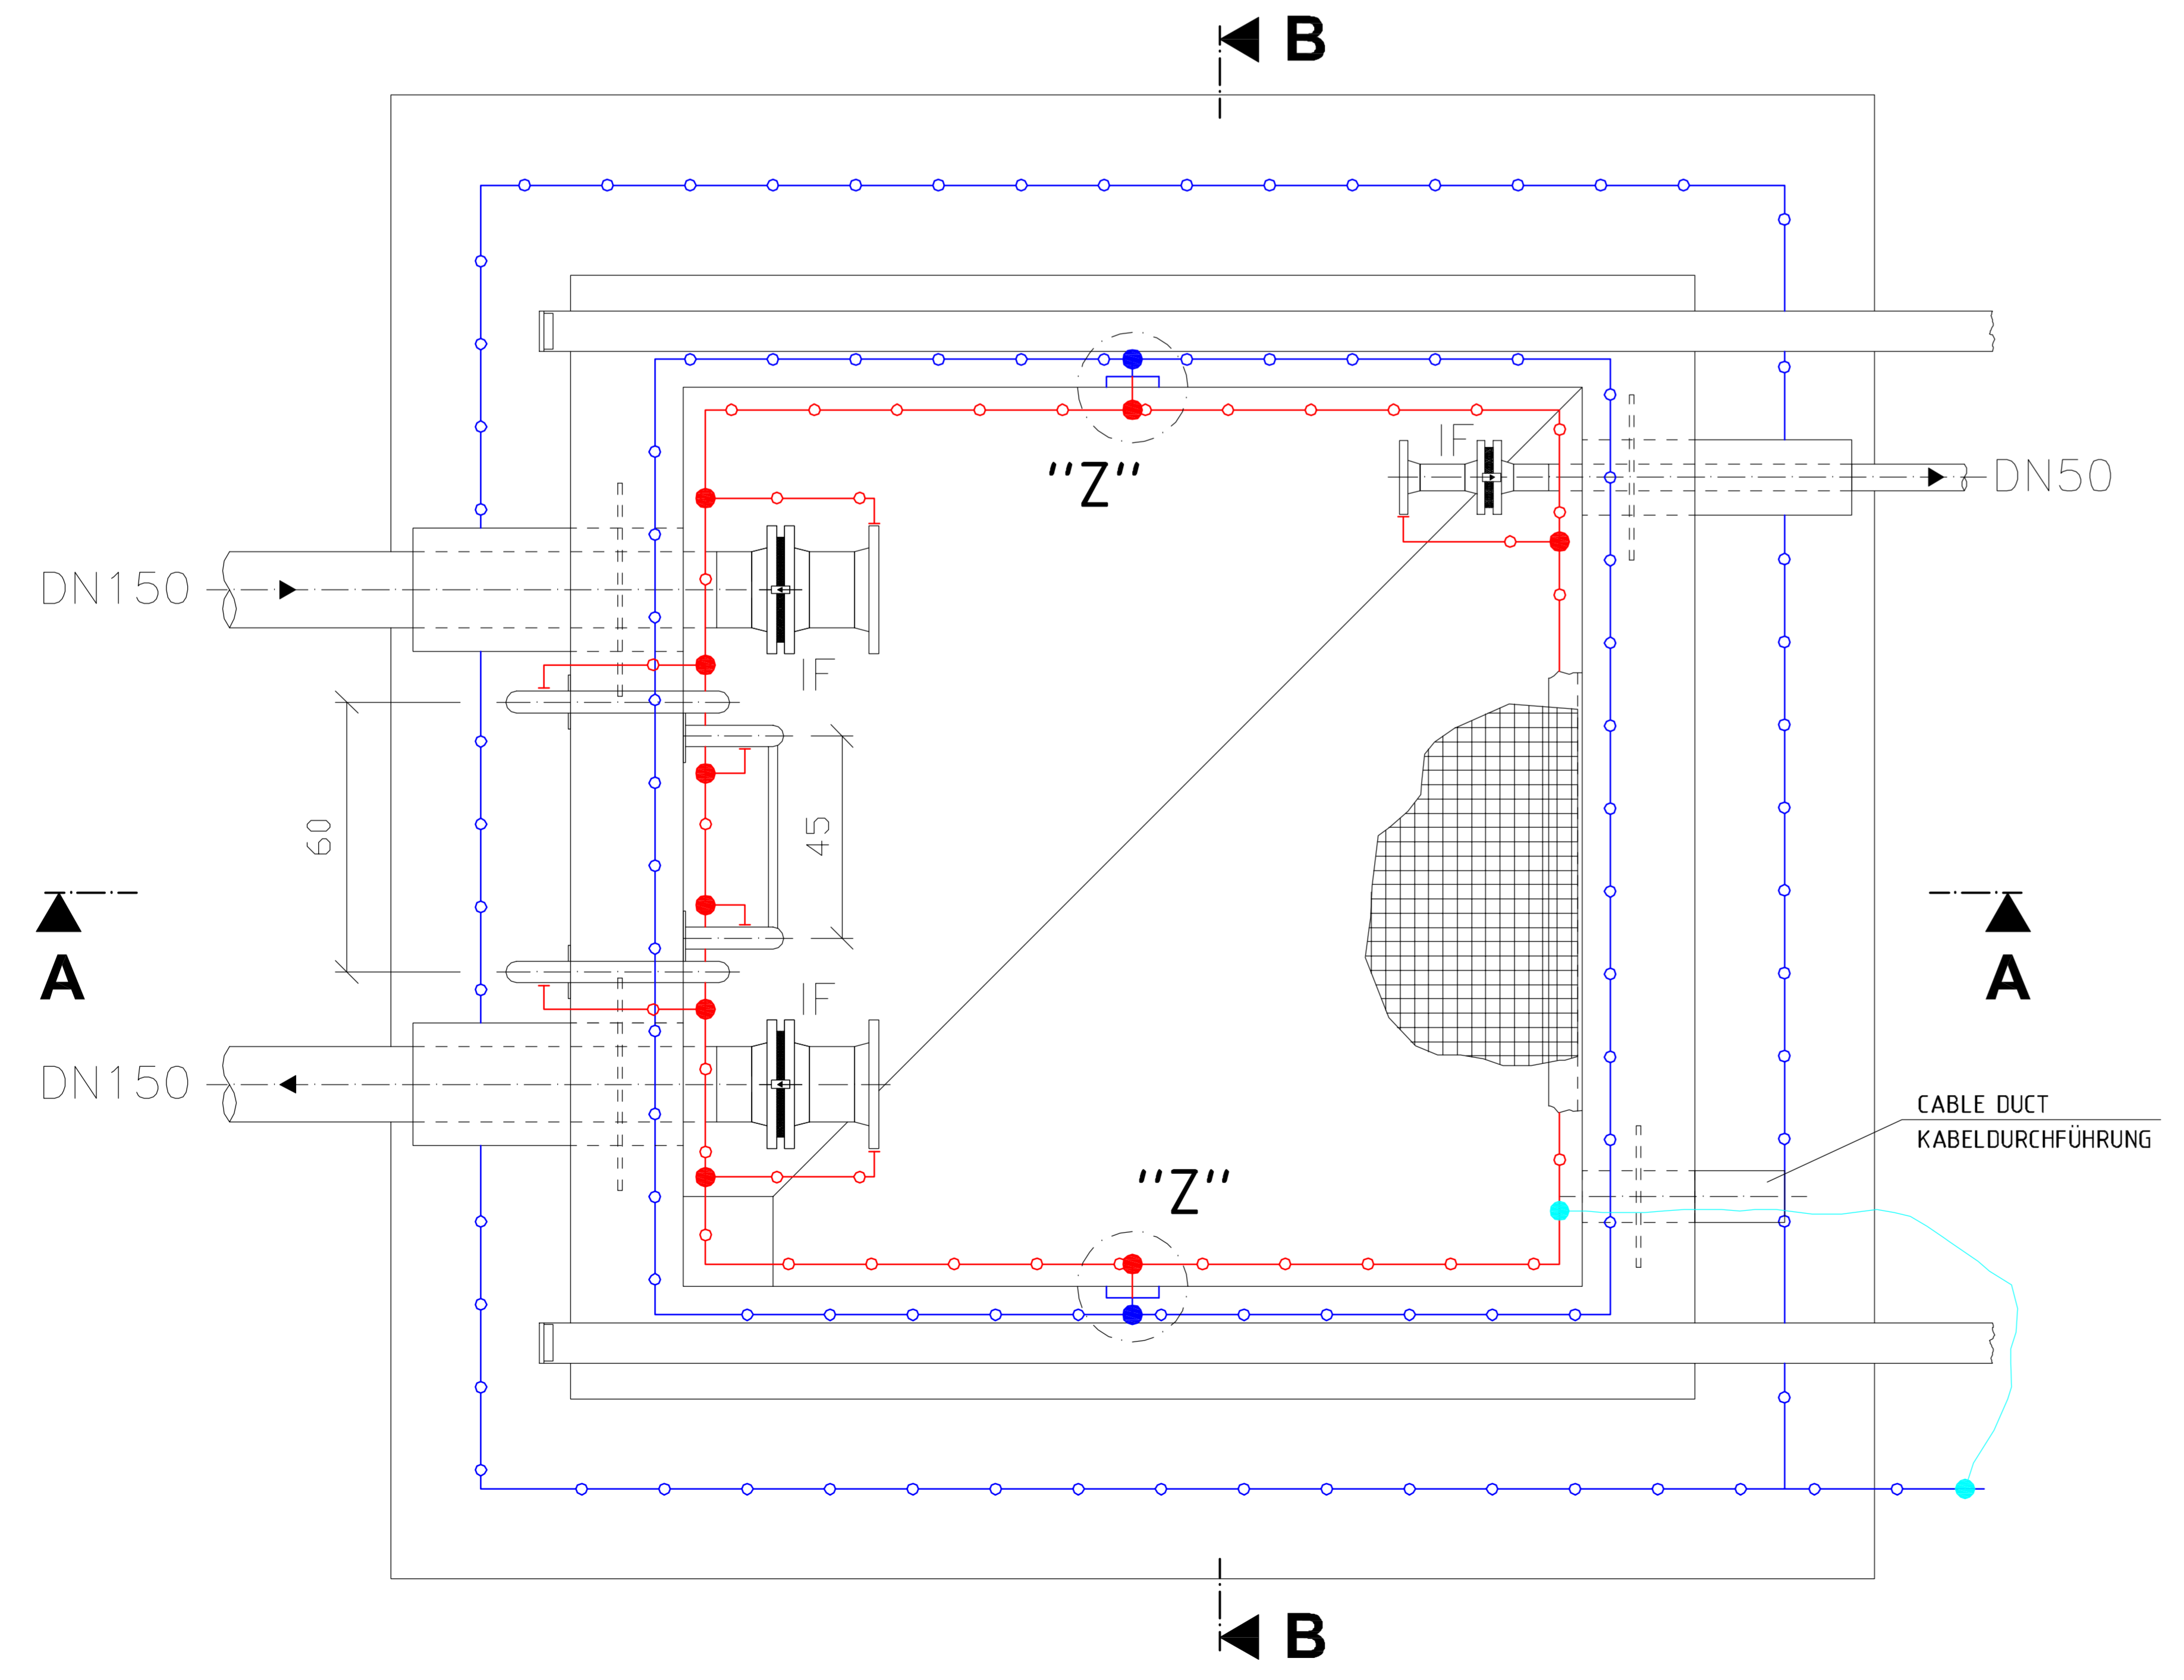 B
"Z"
IF
DN50
DN150
IF
60
45
A
A
IF
DN150
CABLE DUCT
KABELDURCHFÜHRUNG
"Z"
B